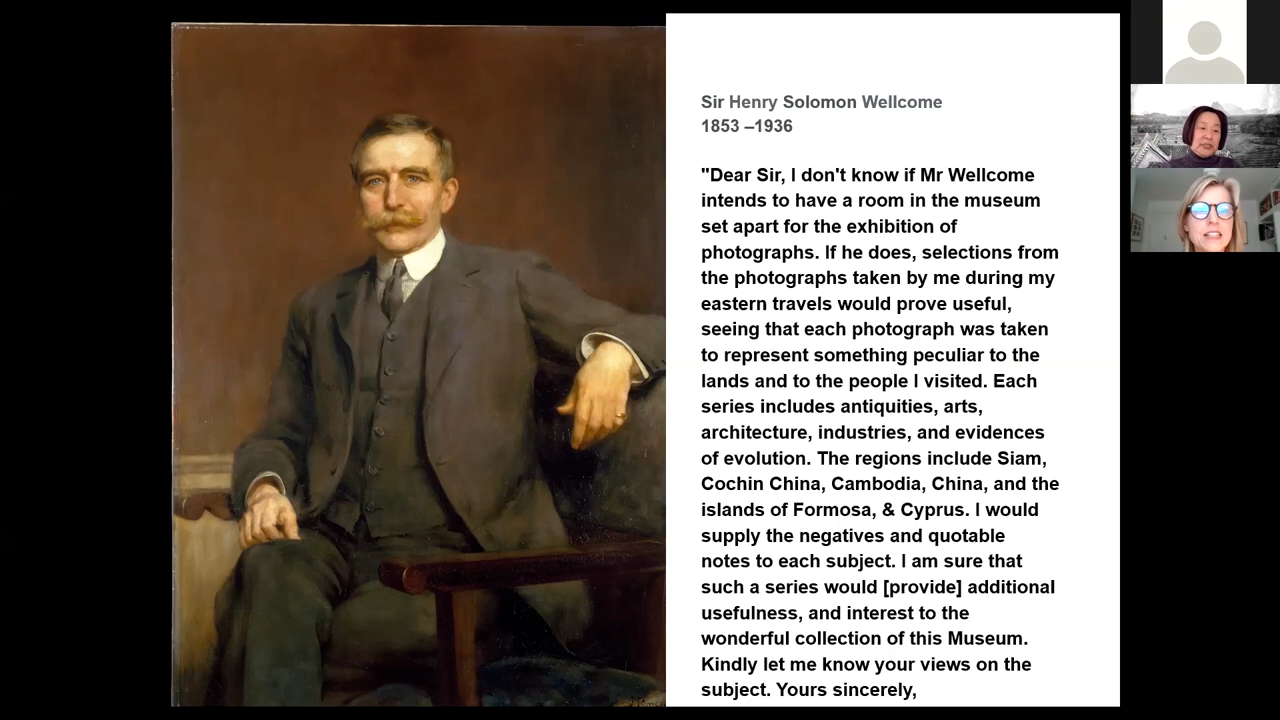 Sir Henry Solomon Wellcome
1853 –1936
"Dear Sir, I don't know if Mr Wellcome
intends to have a room in the museum
set apart for the exhibition of
photographs. If he does, selections from
the photographs taken by me during my
eastern travels would prove useful,
seeing that each photograph was taken
to represent something peculiar to the
lands and to the people I visited. Each
series includes antiquities, arts,
architecture, industries, and evidences
of evolution. The regions include Siam,
Cochin China, Cambodia, China, and the
islands of Formosa, & Cyprus. I would
supply the negatives and quotable
notes to each subject. I am sure that
such a series would [provide] additional
usefulness, and interest to the
wonderful collection of this Museum.
Kindly let me know your views on the
subject. Yours sincerely,